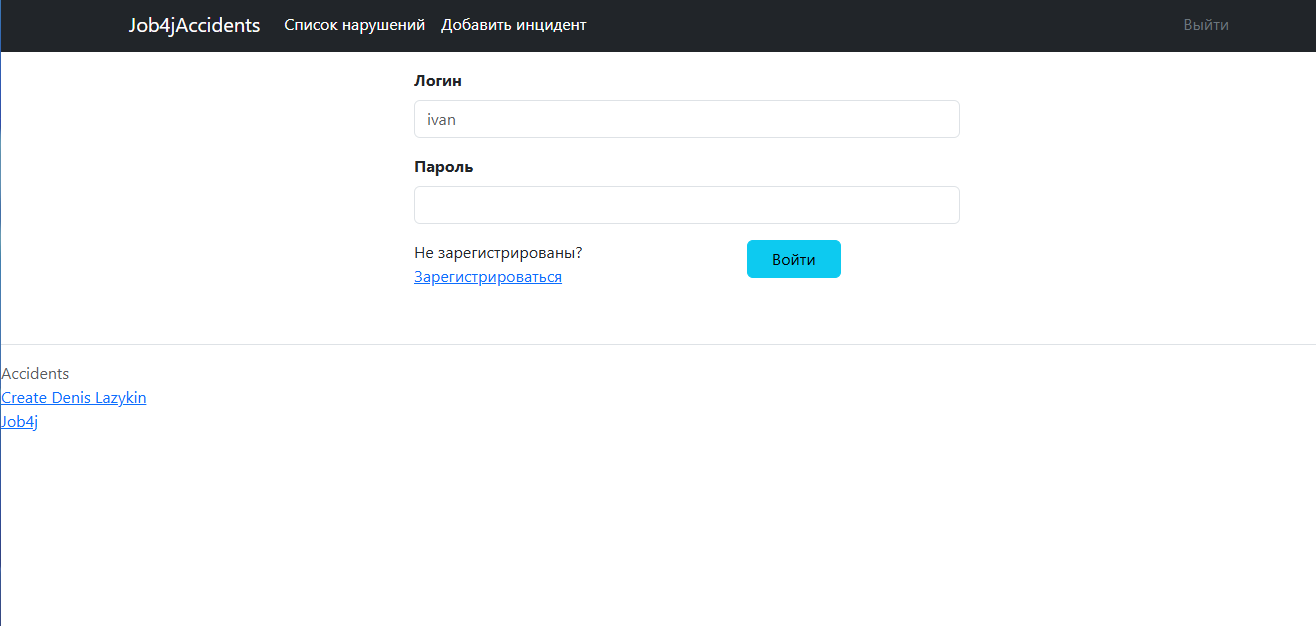 Job4jAccidents Список нарушений Добавить инцидент Выйти
Логин
ivan
Пароль
Не зарегистрированы? Войти
Зарегистрироваться
Accidents
Create Denis Lazykin
Job4j